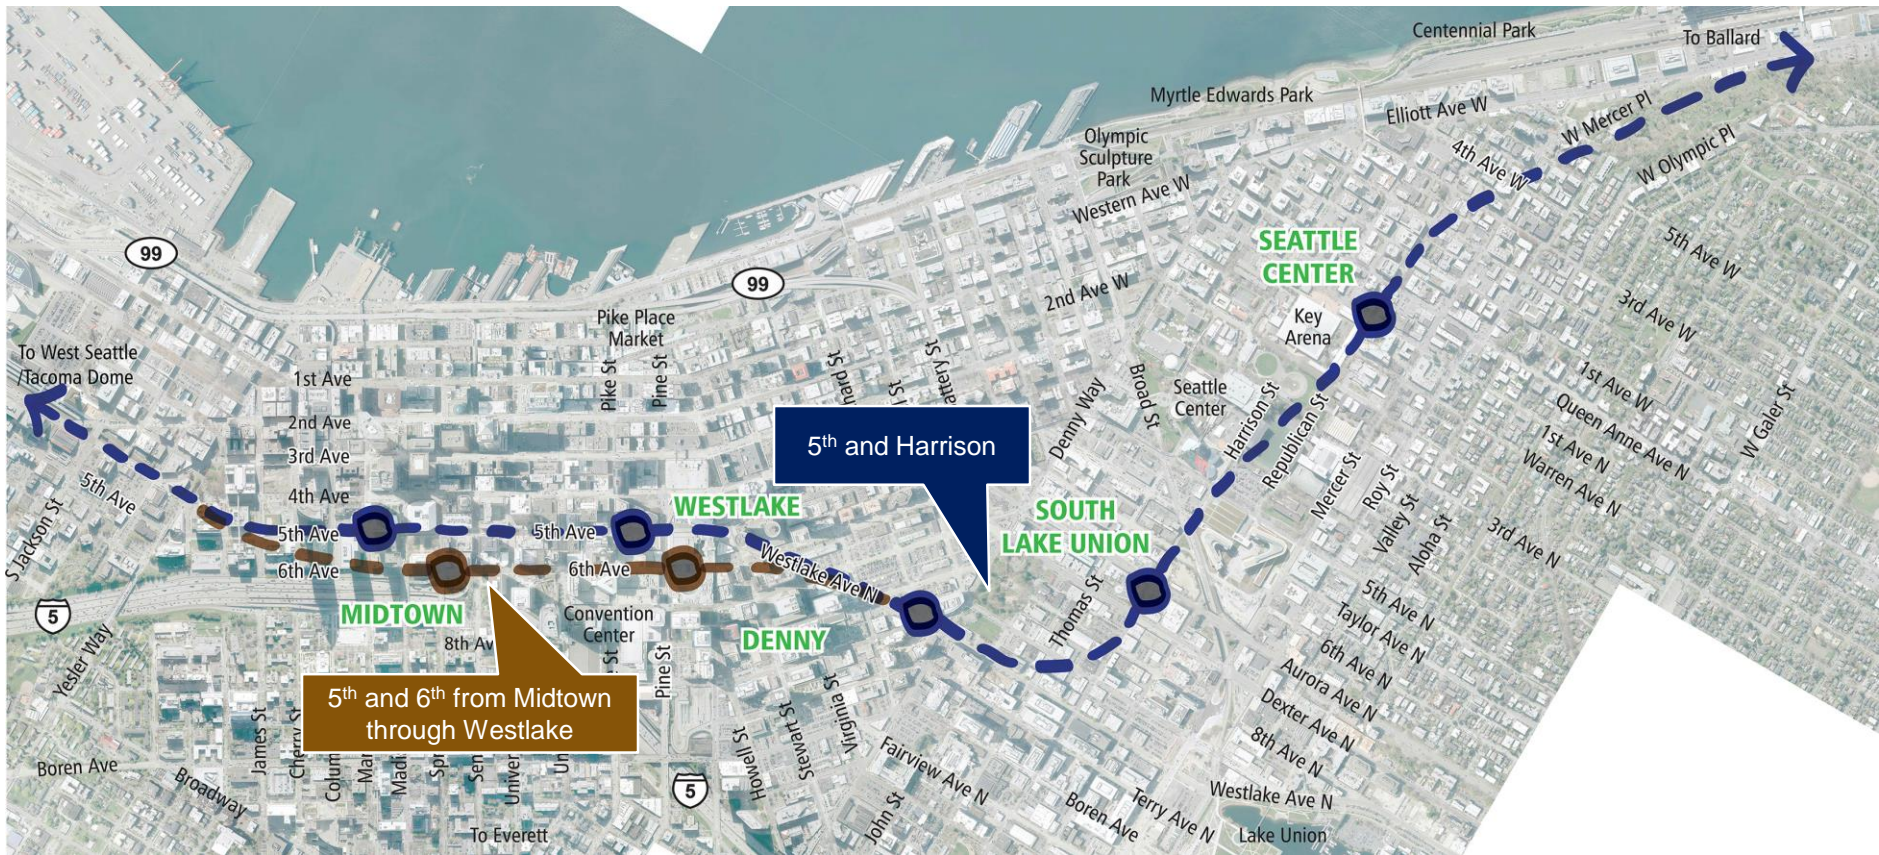 Centennial Park
To Ballard
Myrtle Edwards Park
Elliott Ave W
W Mercer Pl
Olympic
Sculpture
Park
4th Ave W
W Olympic Pl
Western Ave W
SEATTLE
CENTER
5th Ave W
99
99
2nd Ave W
3rd Ave W
Pike Place
Market
Key
Arena
To West Seattle
/Tacoma Dome
1st Ave
Pike St
Pine St
Denny Way
Broad St
Seattle
Center
Harrison St
Republican St
1st Ave W
Queen Anne Ave N
1st Ave N
Warren Ave N
W Galer St
2nd Ave
3rd Ave
4th Ave
5th and Harrison
5th Ave
S Jackson St
WESTLAKE
SOUTH
LAKE UNION
Mercer St
Roy St
Valley St
Aloha St
3rd Ave N
5th Ave
5th Ave
6th Ave
6th Ave
Westlake Ave N
5
MIDTOWN
Convention
Center
DENNY
Thomas St
5th Ave N
Taylor Ave N
6th Ave N
Aurora Ave N
Dexter Ave N
8th Ave N
Yesler Way
8th Av
Pine St
5th and 6th from Midtown
through Westlake
James St
Cherry St
Howell St
Stewart St
Virginia St
Boren Ave
Broadway
5
Fairview Ave N
John St
Boren Ave
Terry Ave N
Westlake Ave N
To Everett
Lake Union